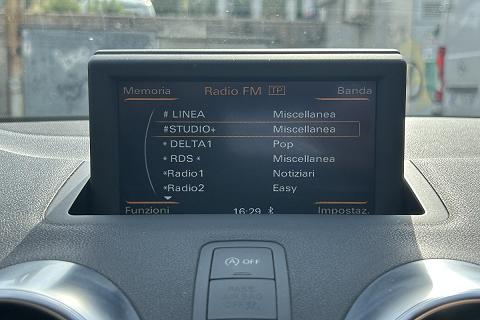 Memoria Radio FM TP Banda
# LINEA Miscellanea
#STUDIO+ Miscellanea
* DELTA1 Pop
* RDS * Miscellanea
*Radio1 Notiziari
*Radio2 Easy
Funzioni 16:29 Impostaz.
A OFF